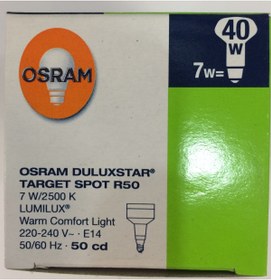 40
W
7W=
OSRAM
OSRAM DULUXSTAR®
TARGET SPOT R50
7 W/2500 K
LUMILUX®
Warm Comfort Light
220-240 V~ · E14
50/60 Hz · 50 cd